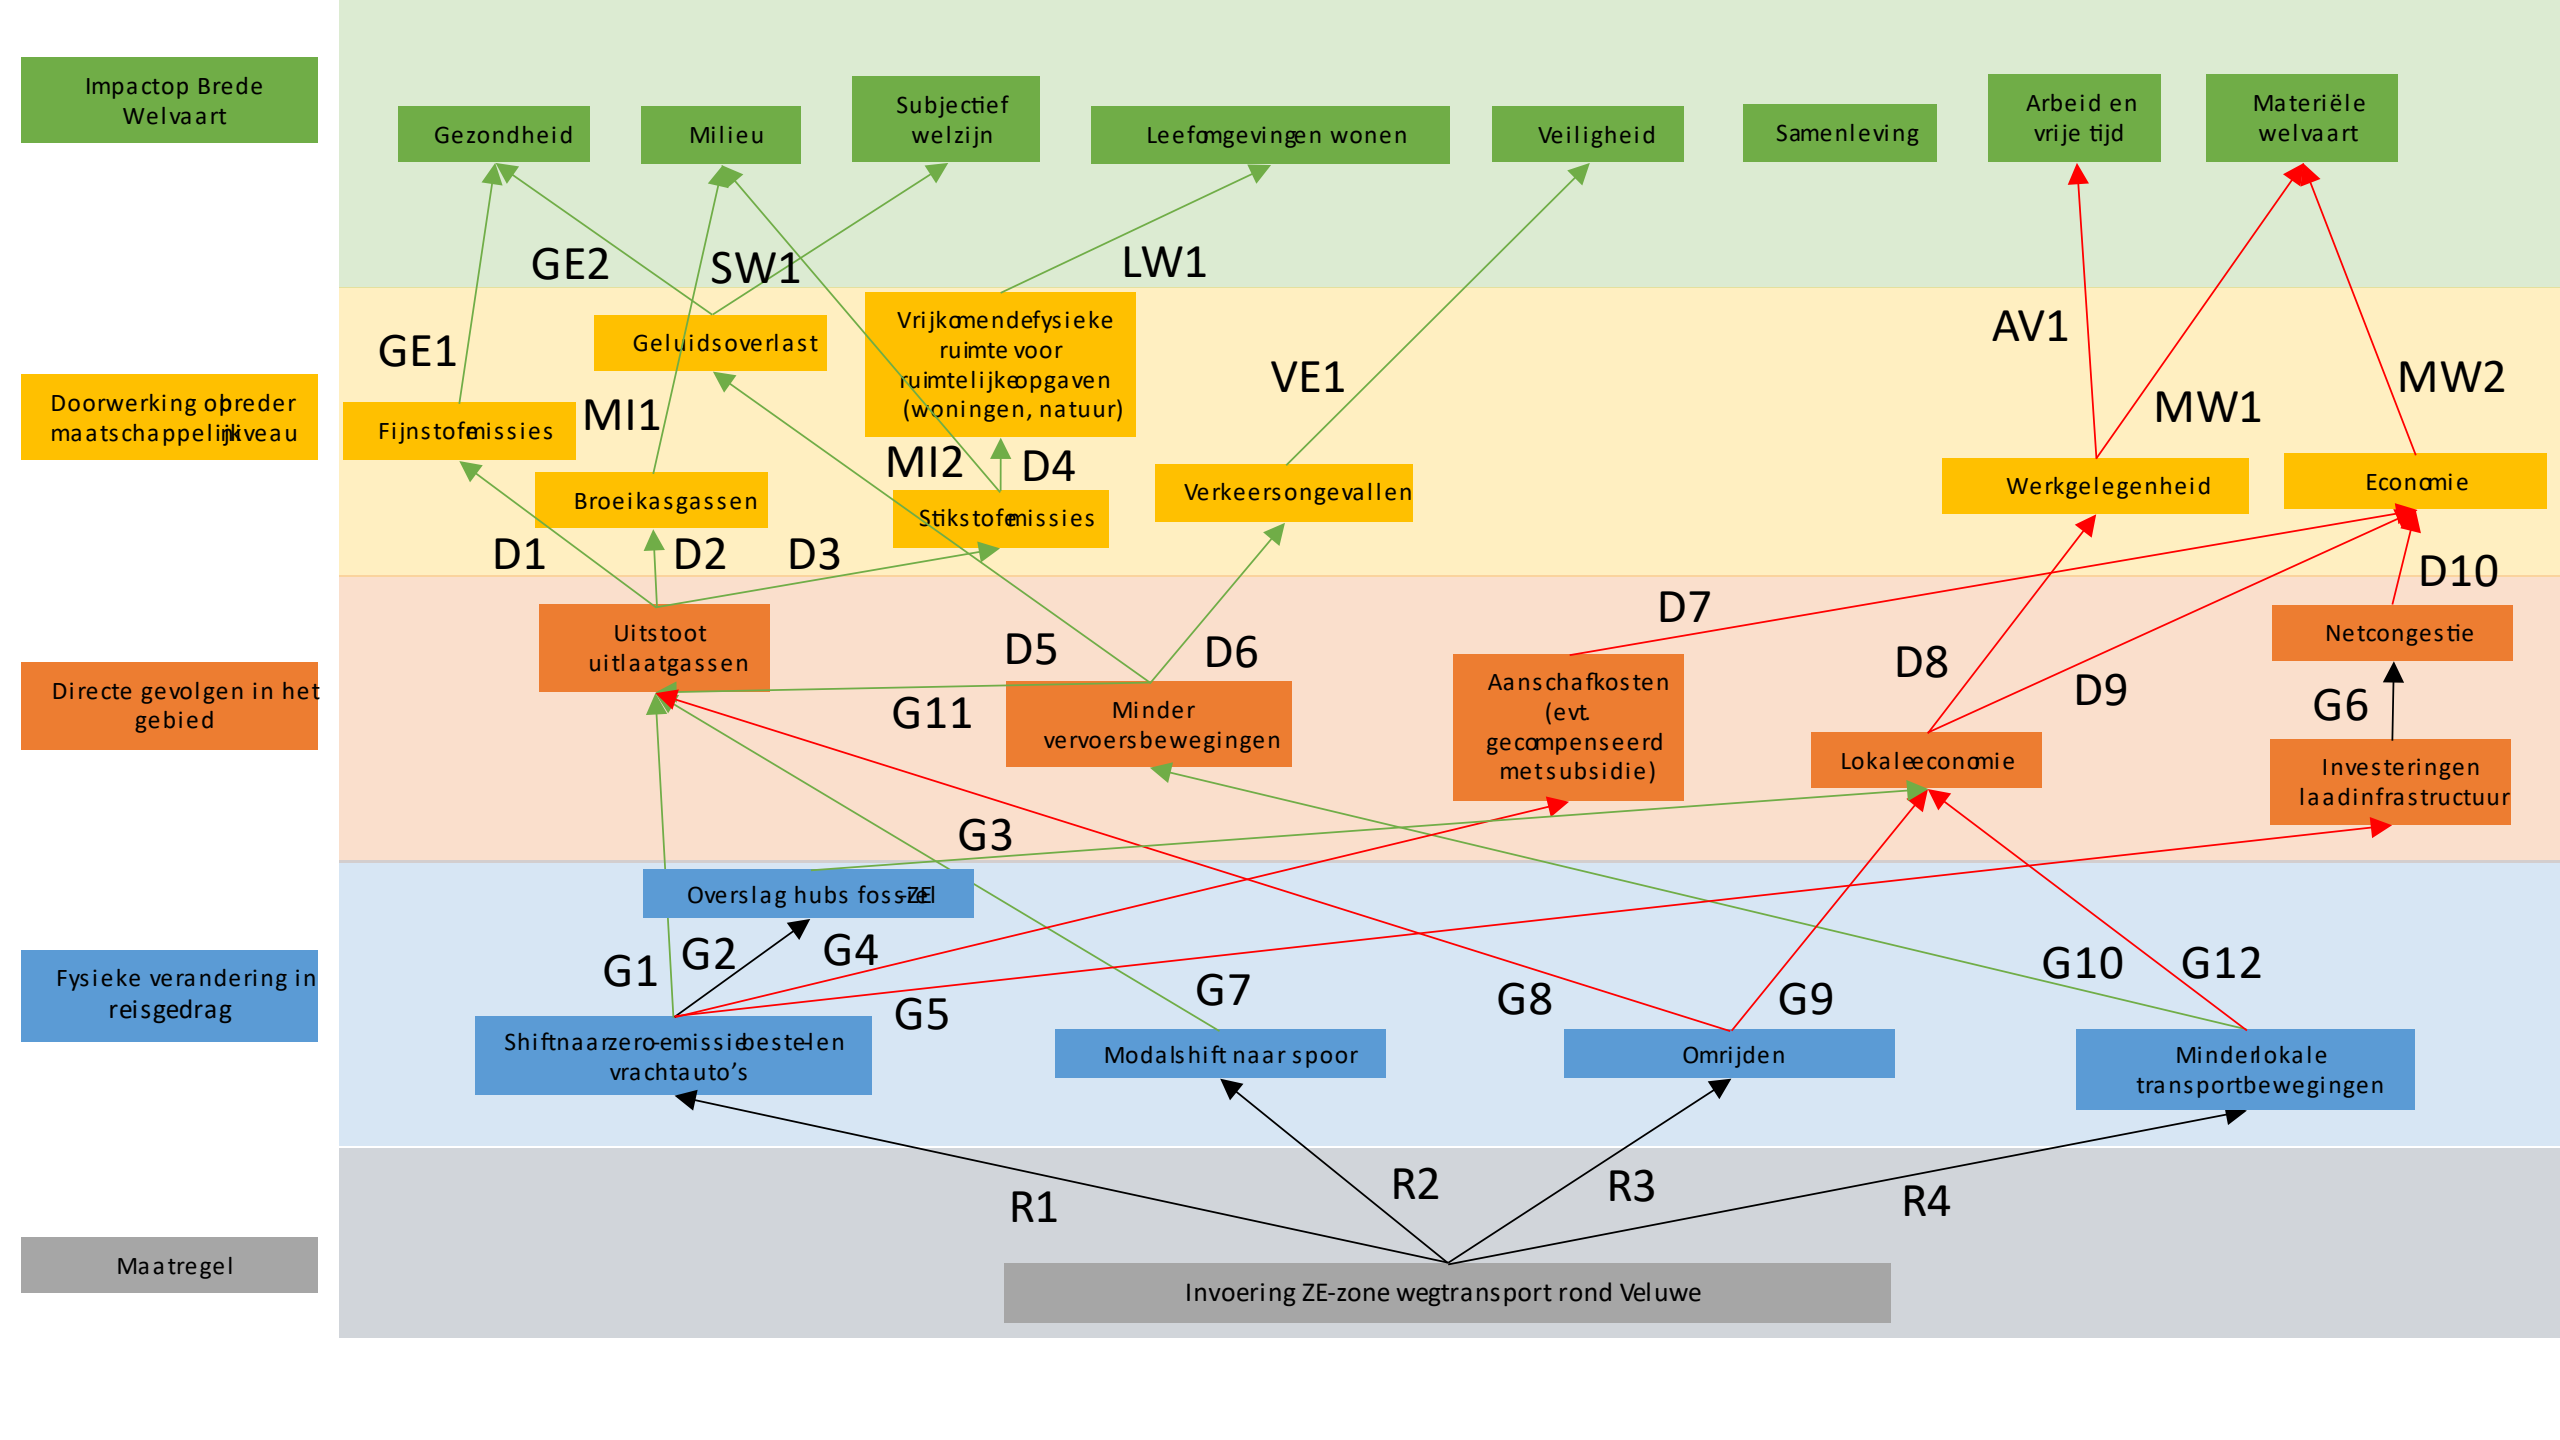 Impactop Brede
Welvaart
Gezondheid
Milieu
Subjectief
welzijn
Leefomgeving en wonen
Veiligheid
Samenleving
Arbeid en
vrije tijd
Materiële
welvaart
GE2
SW1
LW1
GE1
MI1
AV1
VE1
MW1
MW2
Geluidsoverlast
Vrijkomende fysieke
ruimte voor
ruimtelijke opgaven
(woningen, natuur)
Doorwerking op breder
maatschappelijk niveau
Fijnstofemissies
MI2
D4
Broeikasgassen
Stikstofemissies
Verkeersongevallen
Werkgelegenheid
Economie
D1
D2
D3
D10
D7
Uitstoot
uitlaatgassen
D5
D6
D8
D9
Netcongestie
Directe gevolgen in het
gebied
G11
Minder
vervoersbewegingen
Aanschafkosten
(evt.
gecompenseerd
met subsidie)
G6
Lokale economie
Investeringen
laadinfrastructuur
G3
Overslag hubs fossiel-ZE
G1
G2
G4
G5
G7
G8
G9
G10
G12
Fysieke verandering in
reisgedrag
Shift naar zero-emissie bestel- en
vrachtauto’s
Modal shift naar spoor
Omrijden
Minder lokale
transportbewegingen
R1
R2
R3
R4
Maatregel
Invoering ZE-zone wegtransport rond Veluwe